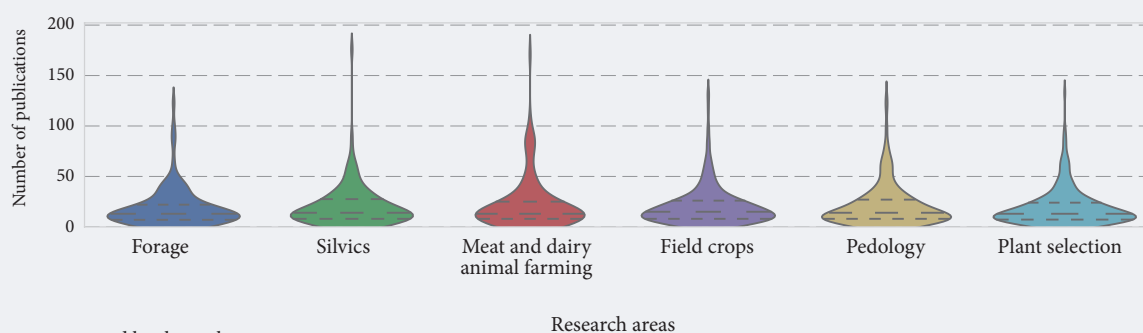 Number of publications
200
150
100
50
0
Forage
Silvics
Meat and dairy
animal farming
Field crops
Pedology
Plant selection
Research areas